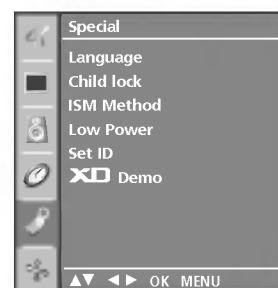 Special
Language
Child lock
ISM Method
Low Power
Set ID
XD Demo
▲▼ ◄► OK MENU